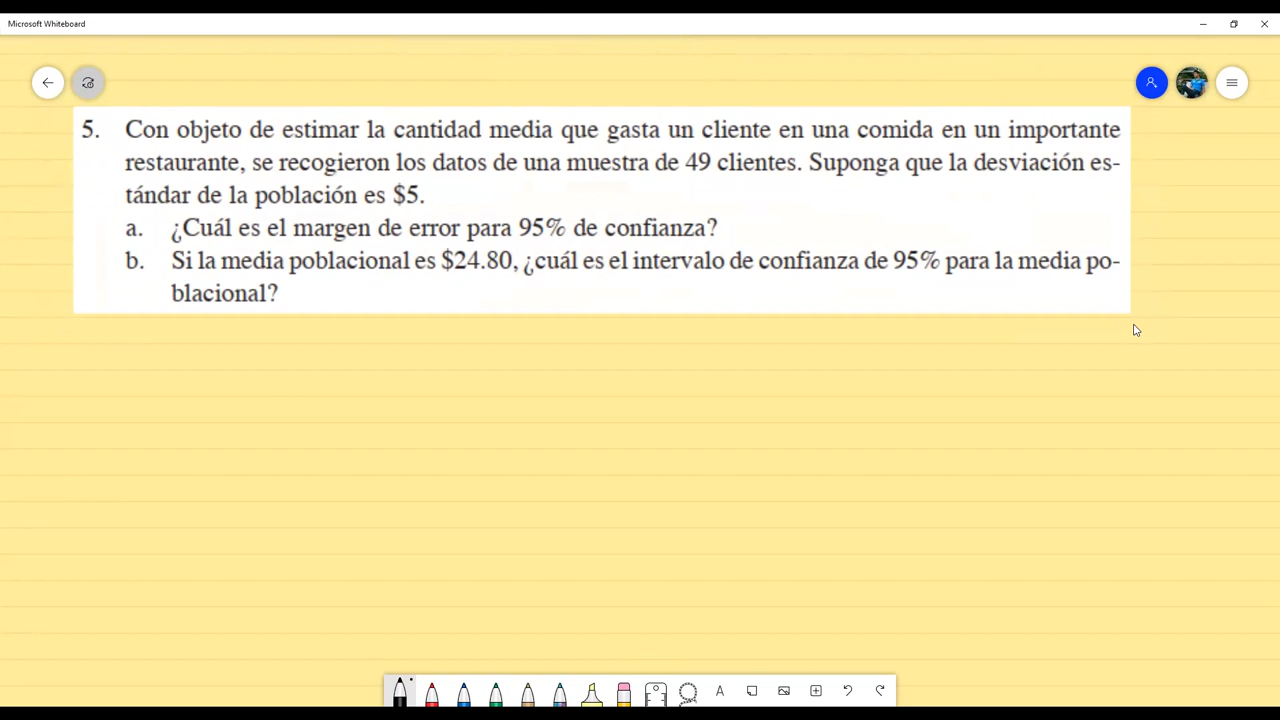 Microsoft Whiteboard
5. Con objeto de estimar la cantidad media que gasta un cliente en una comida en un importante
restaurante, se recogieron los datos de una muestra de 49 clientes. Suponga que la desviación es-
tándar de la población es $5.
a. ¿Cuál es el margen de error para 95% de confianza?
b. Si la media poblacional es $24.80, ¿cuál es el intervalo de confianza de 95% para la media po-
blacional?
A